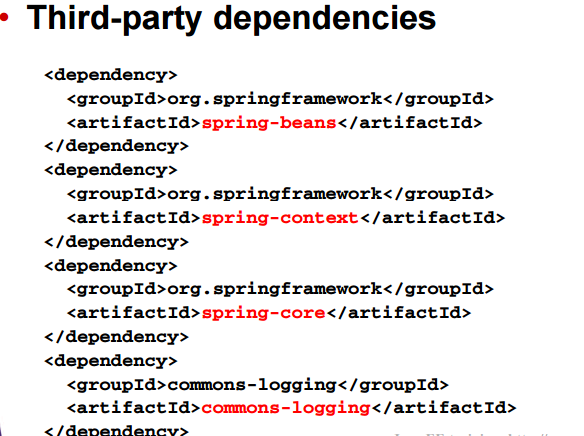 • Third-party dependencies
<dependency>
<groupId>org.springframework</groupId>
<artifactId>spring-beans</artifactId>
</dependency>
<dependency>
<groupId>org.springframework</groupId>
<artifactId>spring-context</artifactId>
</dependency>
<dependency>
<groupId>org.springframework</groupId>
<artifactId>spring-core</artifactId>
</dependency>
<dependency>
<groupId>commons-logging</groupId>
<artifactId>commons-logging</artifactId>
</dependency>